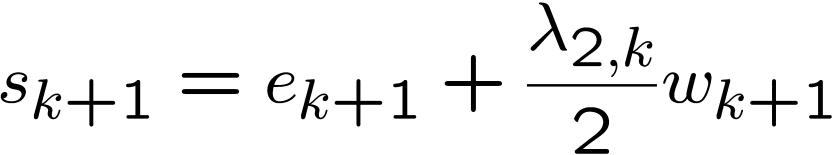 s_{k+1} = e_{k+1} + \frac{\lambda_{2,k}}{2} w_{k+1}